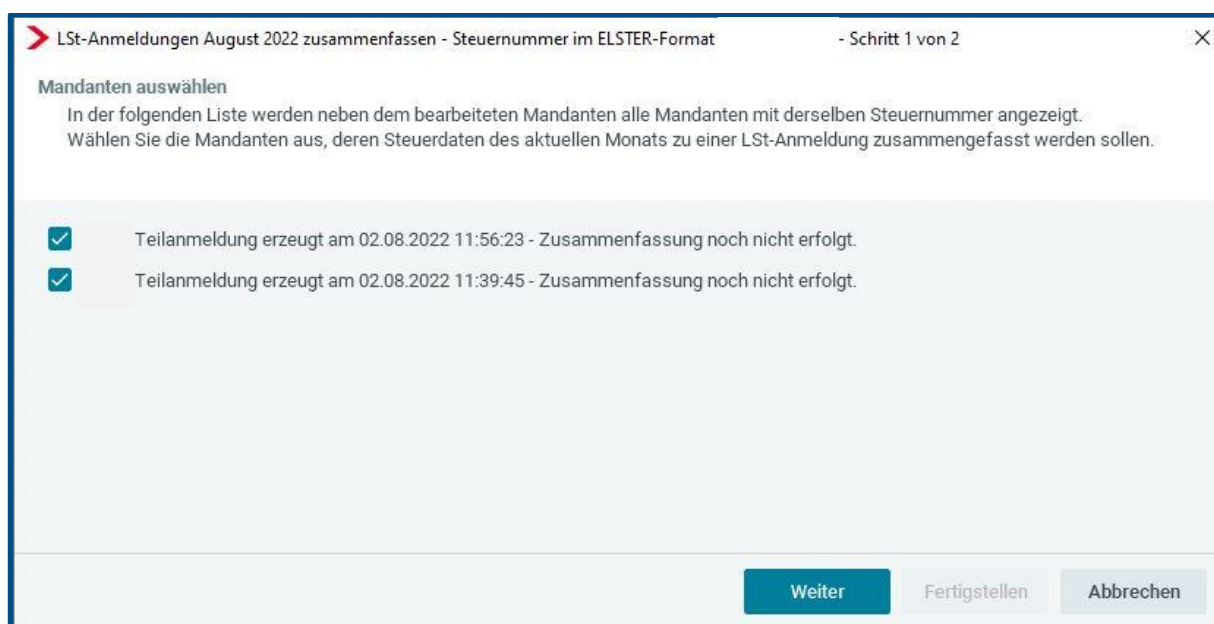 LSt-Anmeldungen August 2022 zusammenfassen - Steuernummer im ELSTER-Format - Schritt 1 von 2
Mandanten auswählen
In der folgenden Liste werden neben dem bearbeiteten Mandanten alle Mandanten mit derselben Steuernummer angezeigt.
Wählen Sie die Mandanten aus, deren Steuerdaten des aktuellen Monats zu einer LSt-Anmeldung zusammengefasst werden sollen.
Teilanmeldung erzeugt am 02.08.2022 11:56:23 - Zusammenfassung noch nicht erfolgt.
Teilanmeldung erzeugt am 02.08.2022 11:39:45 - Zusammenfassung noch nicht erfolgt.
Weiter Fertigstellen Abbrechen